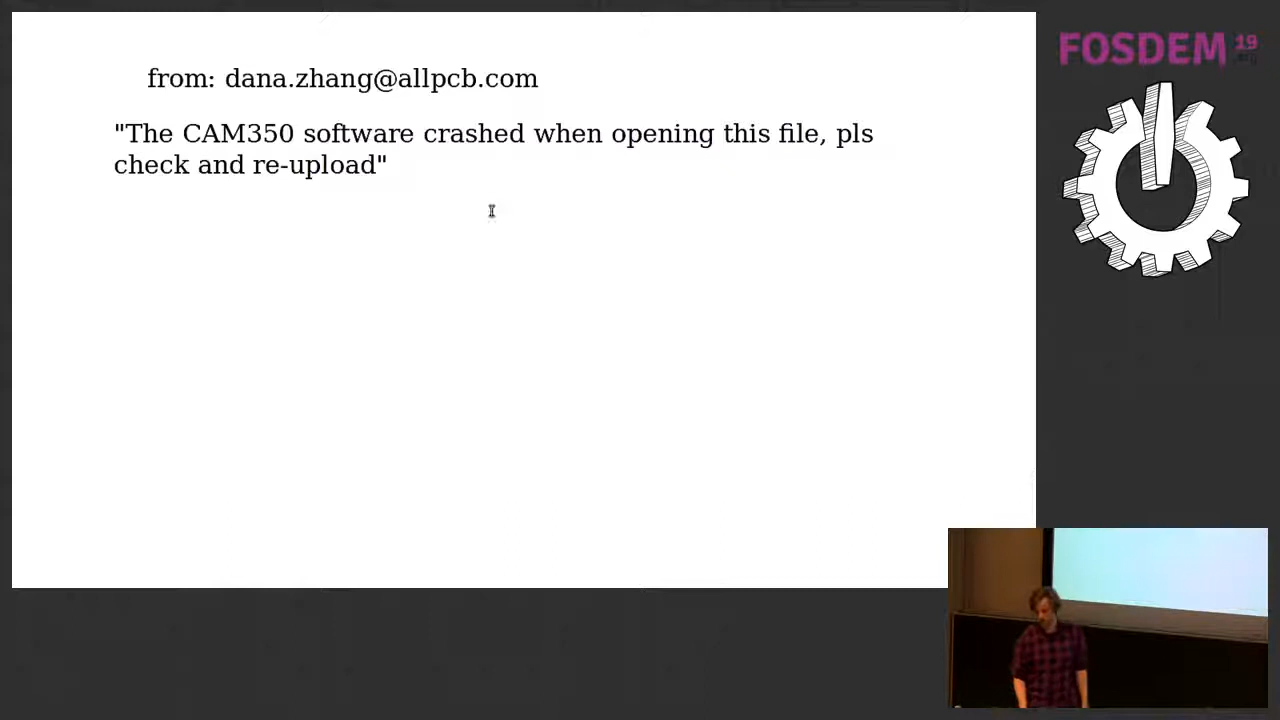 from: dana.zhang@allpcb.com
"The CAM350 software crashed when opening this file, pls
check and re-upload"
FOSDEM 19
.org